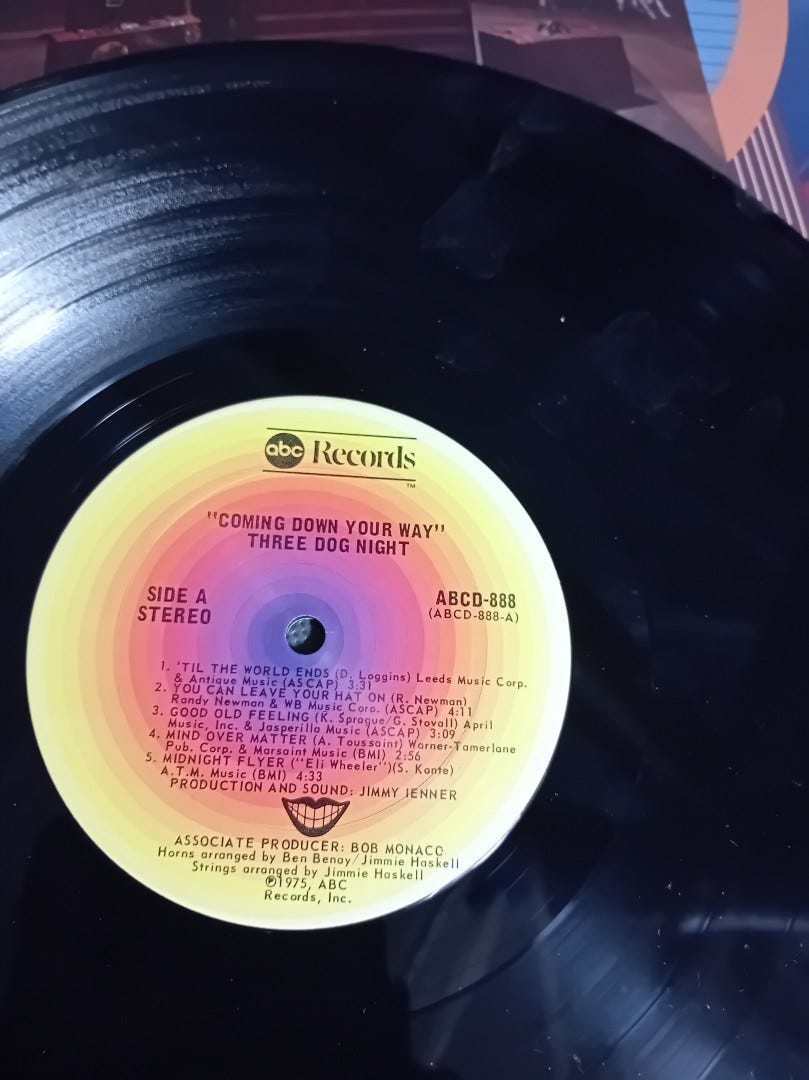 abc Records
TM
"COMING DOWN YOUR WAY"
THREE DOG NIGHT
SIDE A
STEREO
ABCD-888
(ABCD-888-A)
1. 'TIL THE WORLD ENDS (D. Loggins) Leeds Music Corp.
& Antique Music (ASCAP) 3:31
2. YOU CAN LEAVE YOUR HAT ON (R. Newman)
Randy Newman & WB Music Corp. (ASCAP) 4:11
3. GOOD OLD FEELING (K. Sprague/G. Stovall) April
Music, Inc. & Jasperilla Music (ASCAP) 3:09
4. MIND OVER MATTER (A. Toussaint) Warner-Tamerlane
Pub. Corp. & Marsaint Music (BMI) 2:56
5. MIDNIGHT FLYER ("Eli Wheeler")(S. Konte)
A.T.M. Music (BMI) 4:33
PRODUCTION AND SOUND: JIMMY IENNER
ASSOCIATE PRODUCER: BOB MONACO
Horns arranged by Ben Benay/Jimmie Haskell
Strings arranged by Jimmie Haskell
℗1975, ABC
Records, Inc.